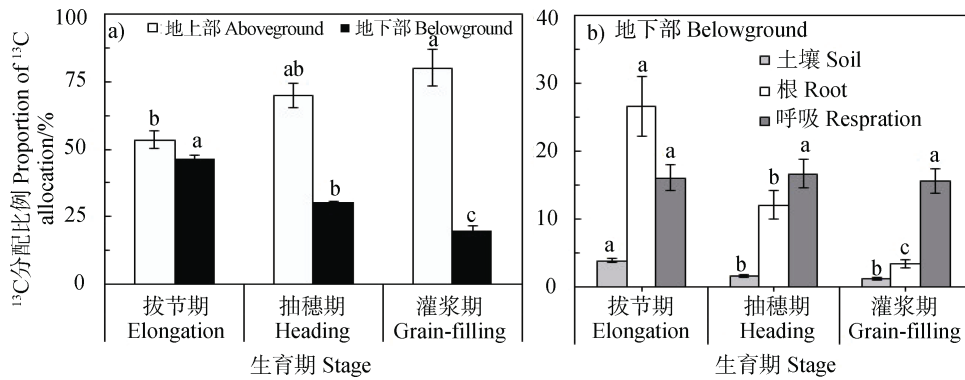 ¹³C分配比例 Proportion of ¹³C
allocation/%
a)
地上部 Aboveground
地下部 Belowground
100
75
50
25
0
b
a
ab
b
a
c
拔节期
Elongation
抽穗期
Heading
灌浆期
Grain-filling
生育期 Stage
b) 地下部 Belowground
土壤 Soil
根 Root
呼吸 Respration
40
30
20
10
0
a
a
a
b
b
a
b
c
a
拔节期
Elongation
抽穗期
Heading
灌浆期
Grain-filling
生育期 Stage